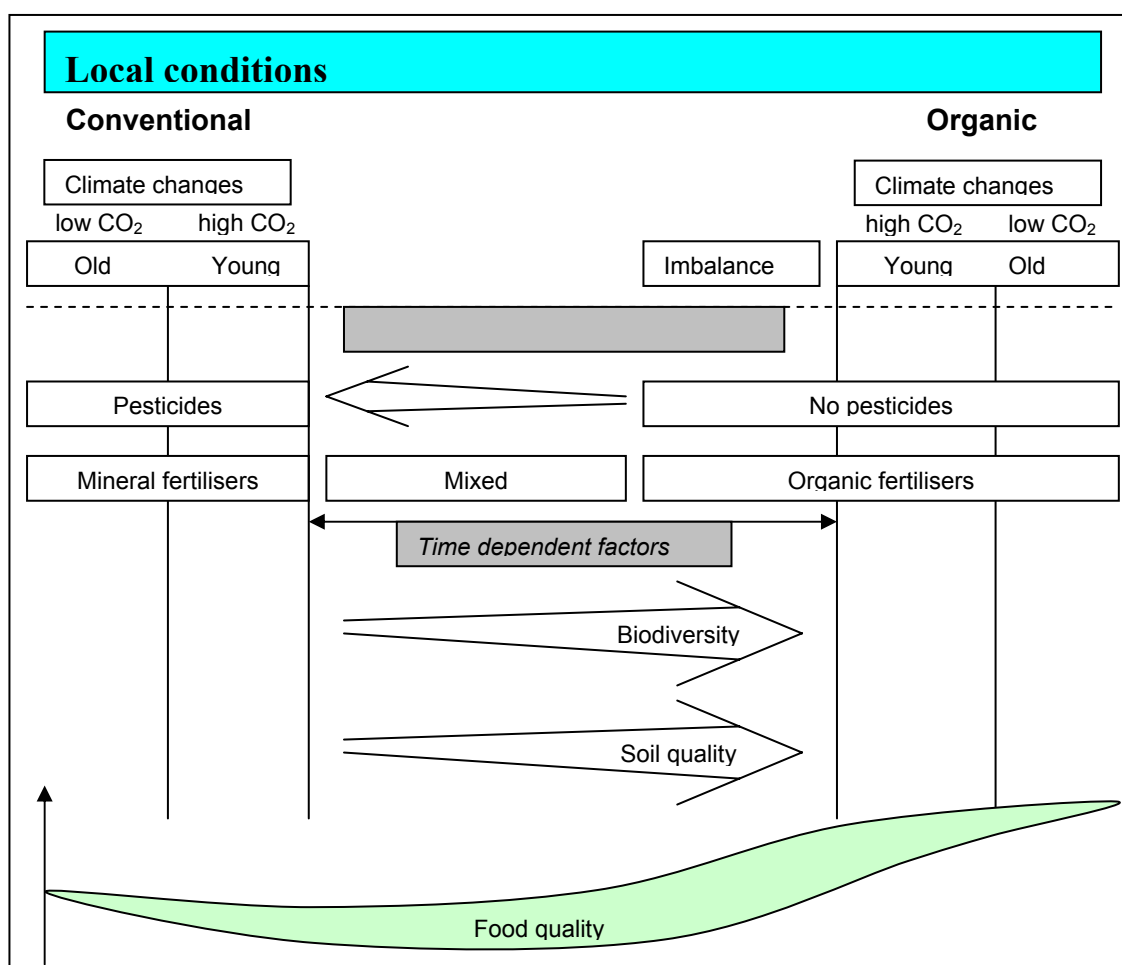 Local conditions
Conventional Organic
Climate changes Climate changes
low CO₂ high CO₂ high CO₂ low CO₂
Old Young Imbalance Young Old
Pesticides No pesticides
Mineral fertilisers Mixed Organic fertilisers
Time dependent factors
Biodiversity
Soil quality
Food quality